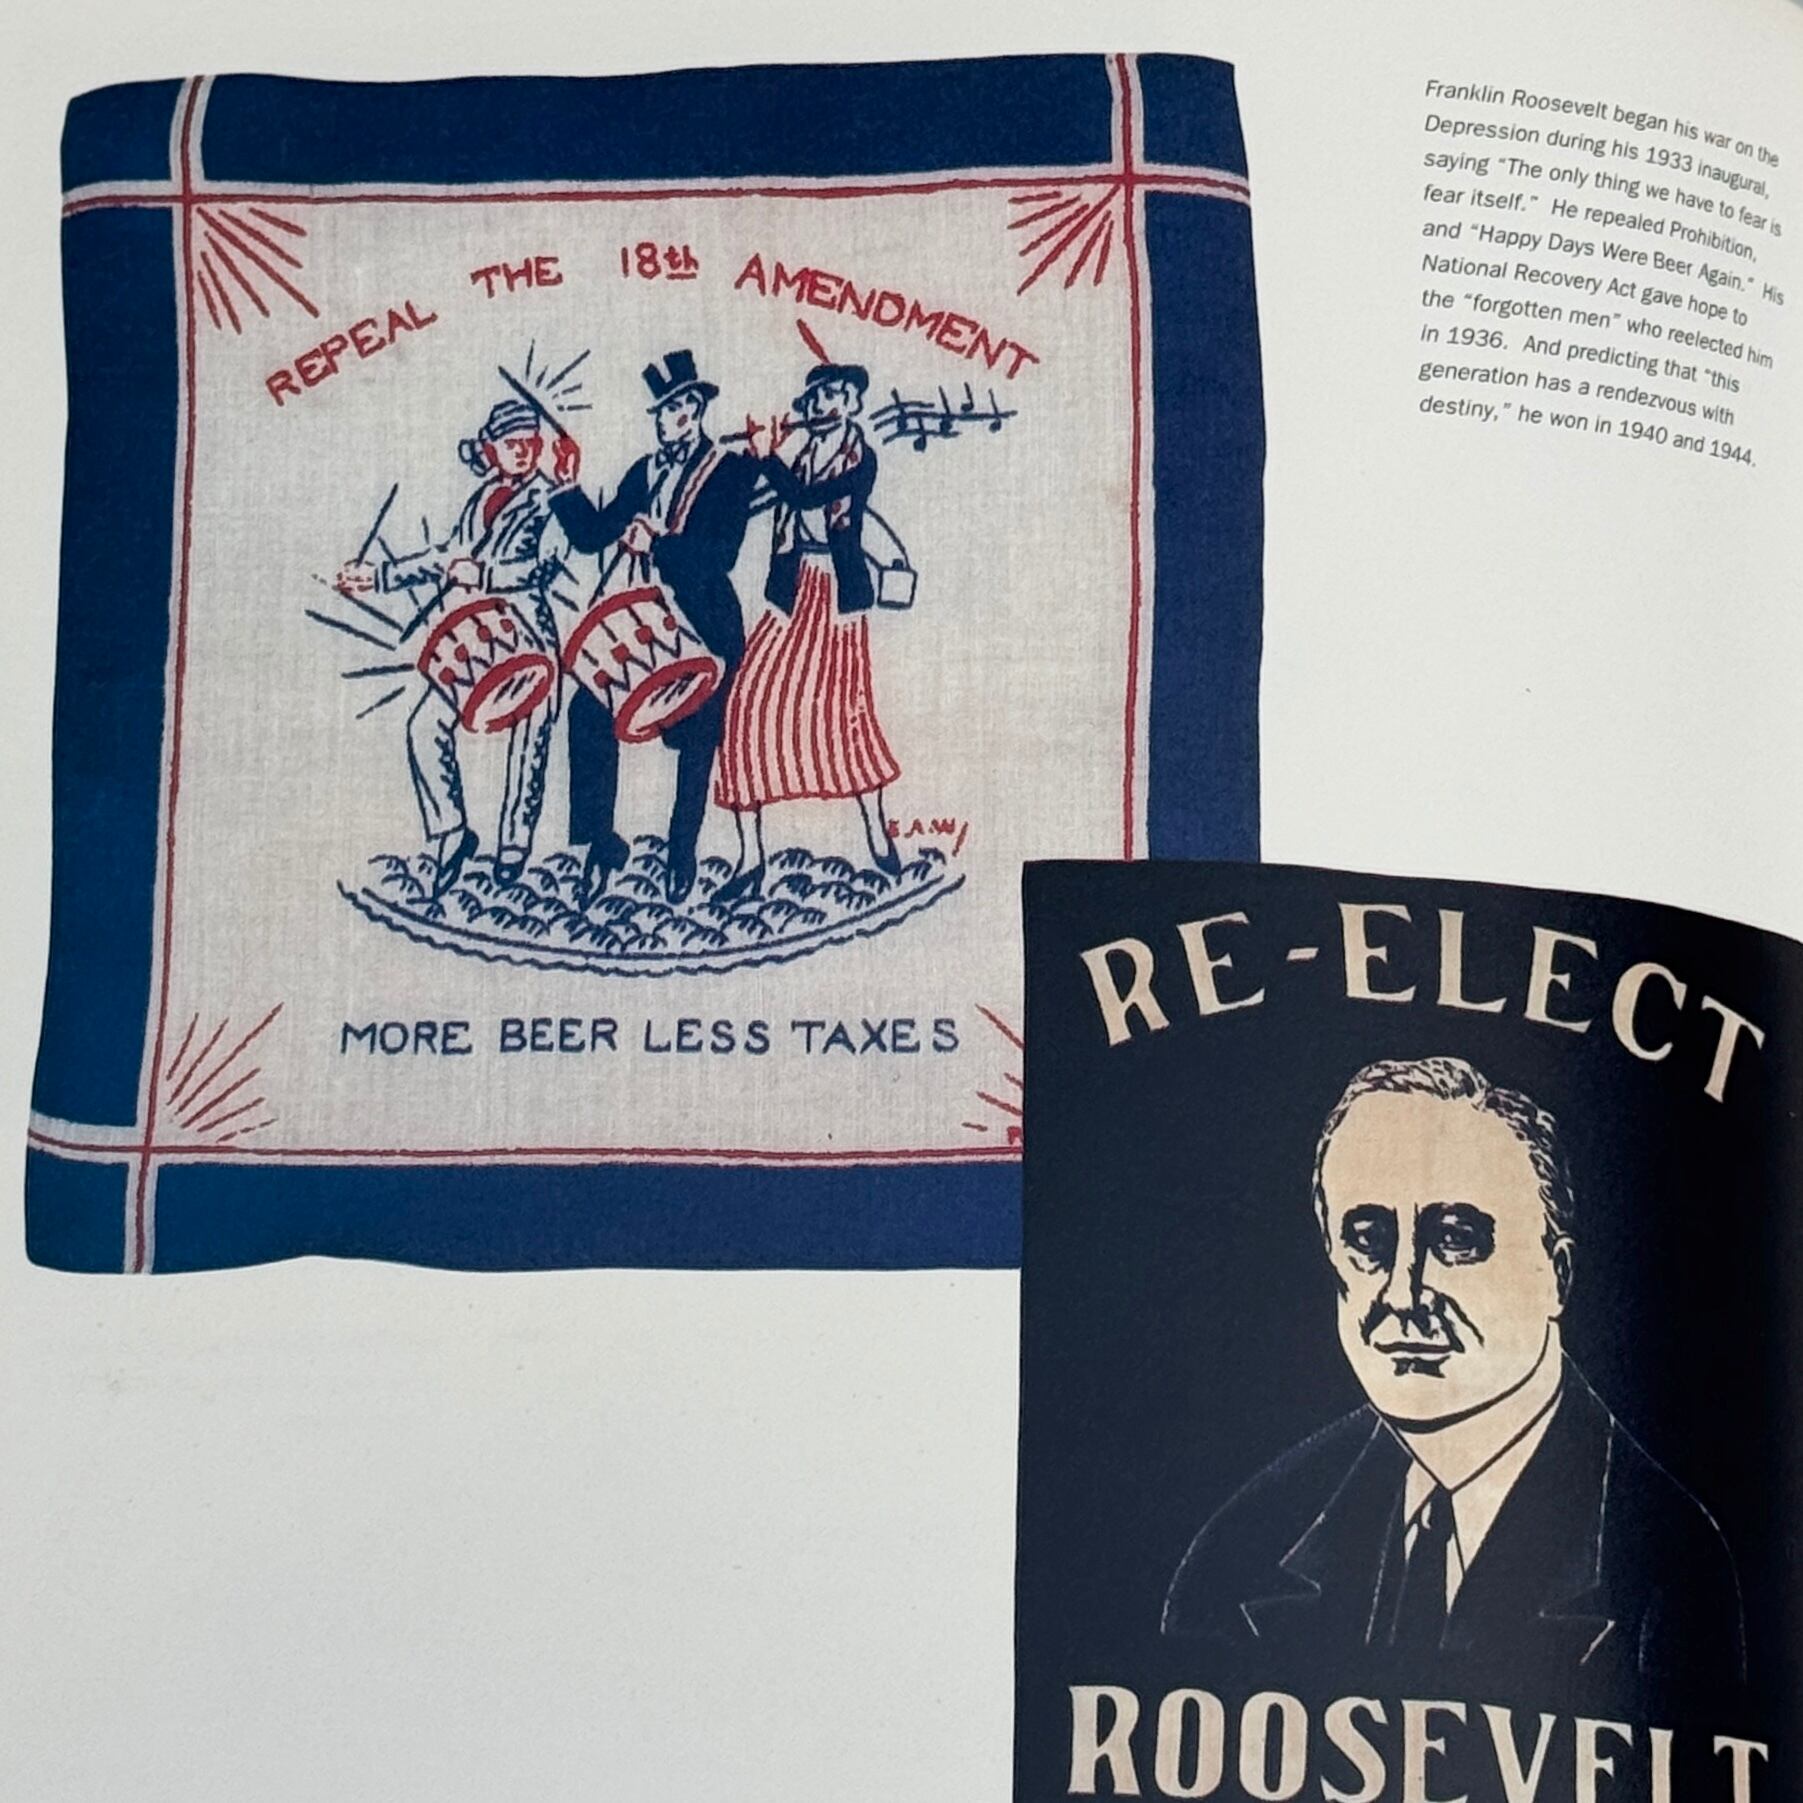 REPEAL THE 18th AMENDMENT
E.A.W
MORE BEER LESS TAXES
Franklin Roosevelt began his war on the
Depression during his 1933 inaugural,
saying "The only thing we have to fear is
fear itself." He repealed Prohibition,
and "Happy Days Were Beer Again." His
National Recovery Act gave hope to
the "forgotten men" who reelected him
in 1936. And predicting that "this
generation has a rendezvous with
destiny," he won in 1940 and 1944.
RE-ELECT
ROOSEVELT